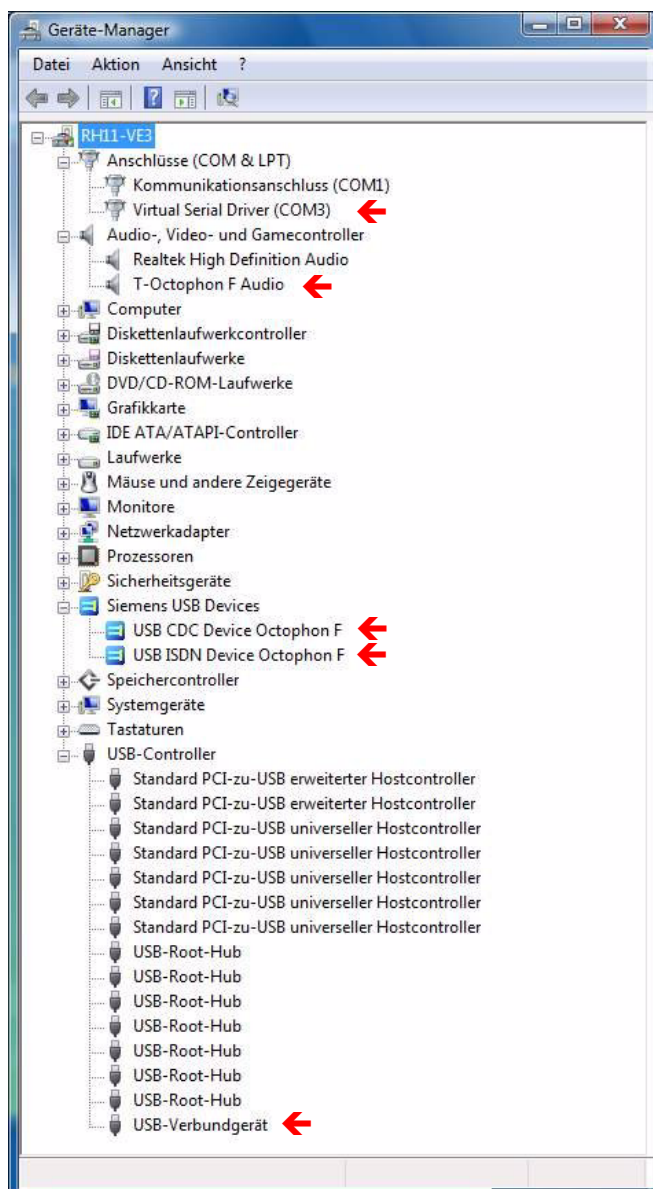 Geräte-Manager
Datei Aktion Ansicht ?
RH11-VE3
Anschlüsse (COM & LPT)
Kommunikationsanschluss (COM1)
Virtual Serial Driver (COM3)
Audio-, Video- und Gamecontroller
Realtek High Definition Audio
T-Octophon F Audio
Computer
Diskettenlaufwerkcontroller
Diskettenlaufwerke
DVD/CD-ROM-Laufwerke
Grafikkarte
IDE ATA/ATAPI-Controller
Laufwerke
Mäuse und andere Zeigegeräte
Monitore
Netzwerkadapter
Prozessoren
Sicherheitsgeräte
Siemens USB Devices
USB CDC Device Octophon F
USB ISDN Device Octophon F
Speichercontroller
Systemgeräte
Tastaturen
USB-Controller
Standard PCI-zu-USB erweiterter Hostcontroller
Standard PCI-zu-USB erweiterter Hostcontroller
Standard PCI-zu-USB universeller Hostcontroller
Standard PCI-zu-USB universeller Hostcontroller
Standard PCI-zu-USB universeller Hostcontroller
Standard PCI-zu-USB universeller Hostcontroller
Standard PCI-zu-USB universeller Hostcontroller
USB-Root-Hub
USB-Root-Hub
USB-Root-Hub
USB-Root-Hub
USB-Root-Hub
USB-Root-Hub
USB-Root-Hub
USB-Verbundgerät